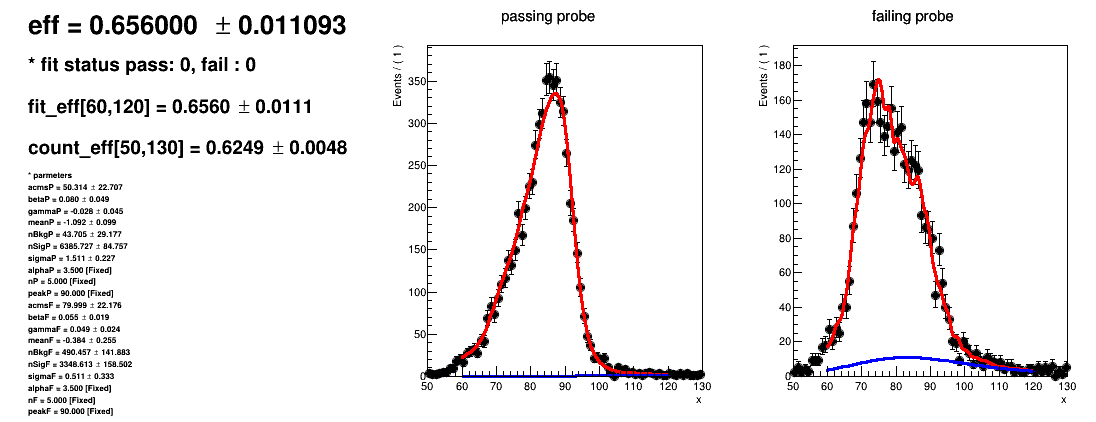 eff = 0.656000 ± 0.011093
* fit status pass: 0, fail : 0
fit_eff[60,120] = 0.6560 ± 0.0111
count_eff[50,130] = 0.6249 ± 0.0048
* parmeters
acmsP = 50.314 ± 22.707
betaP = 0.080 ± 0.049
gammaP = -0.028 ± 0.045
meanP = -1.092 ± 0.099
nBkgP = 43.705 ± 29.177
nSigP = 6385.727 ± 84.757
sigmaP = 1.511 ± 0.227
alphaP = 3.500 [Fixed]
nP = 5.000 [Fixed]
peakP = 90.000 [Fixed]
acmsF = 79.999 ± 22.176
betaF = 0.055 ± 0.019
gammaF = 0.049 ± 0.024
meanF = -0.384 ± 0.255
nBkgF = 490.457 ± 141.883
nSigF = 3348.613 ± 158.502
sigmaF = 0.511 ± 0.333
alphaF = 3.500 [Fixed]
nF = 5.000 [Fixed]
peakF = 90.000 [Fixed]
passing probe
Events / ( 1 )
350
300
250
200
150
100
50
0
50 60 70 80 90 100 110 120 130
x
failing probe
Events / ( 1 )
180
160
140
120
100
80
60
40
20
0
50 60 70 80 90 100 110 120 130
x